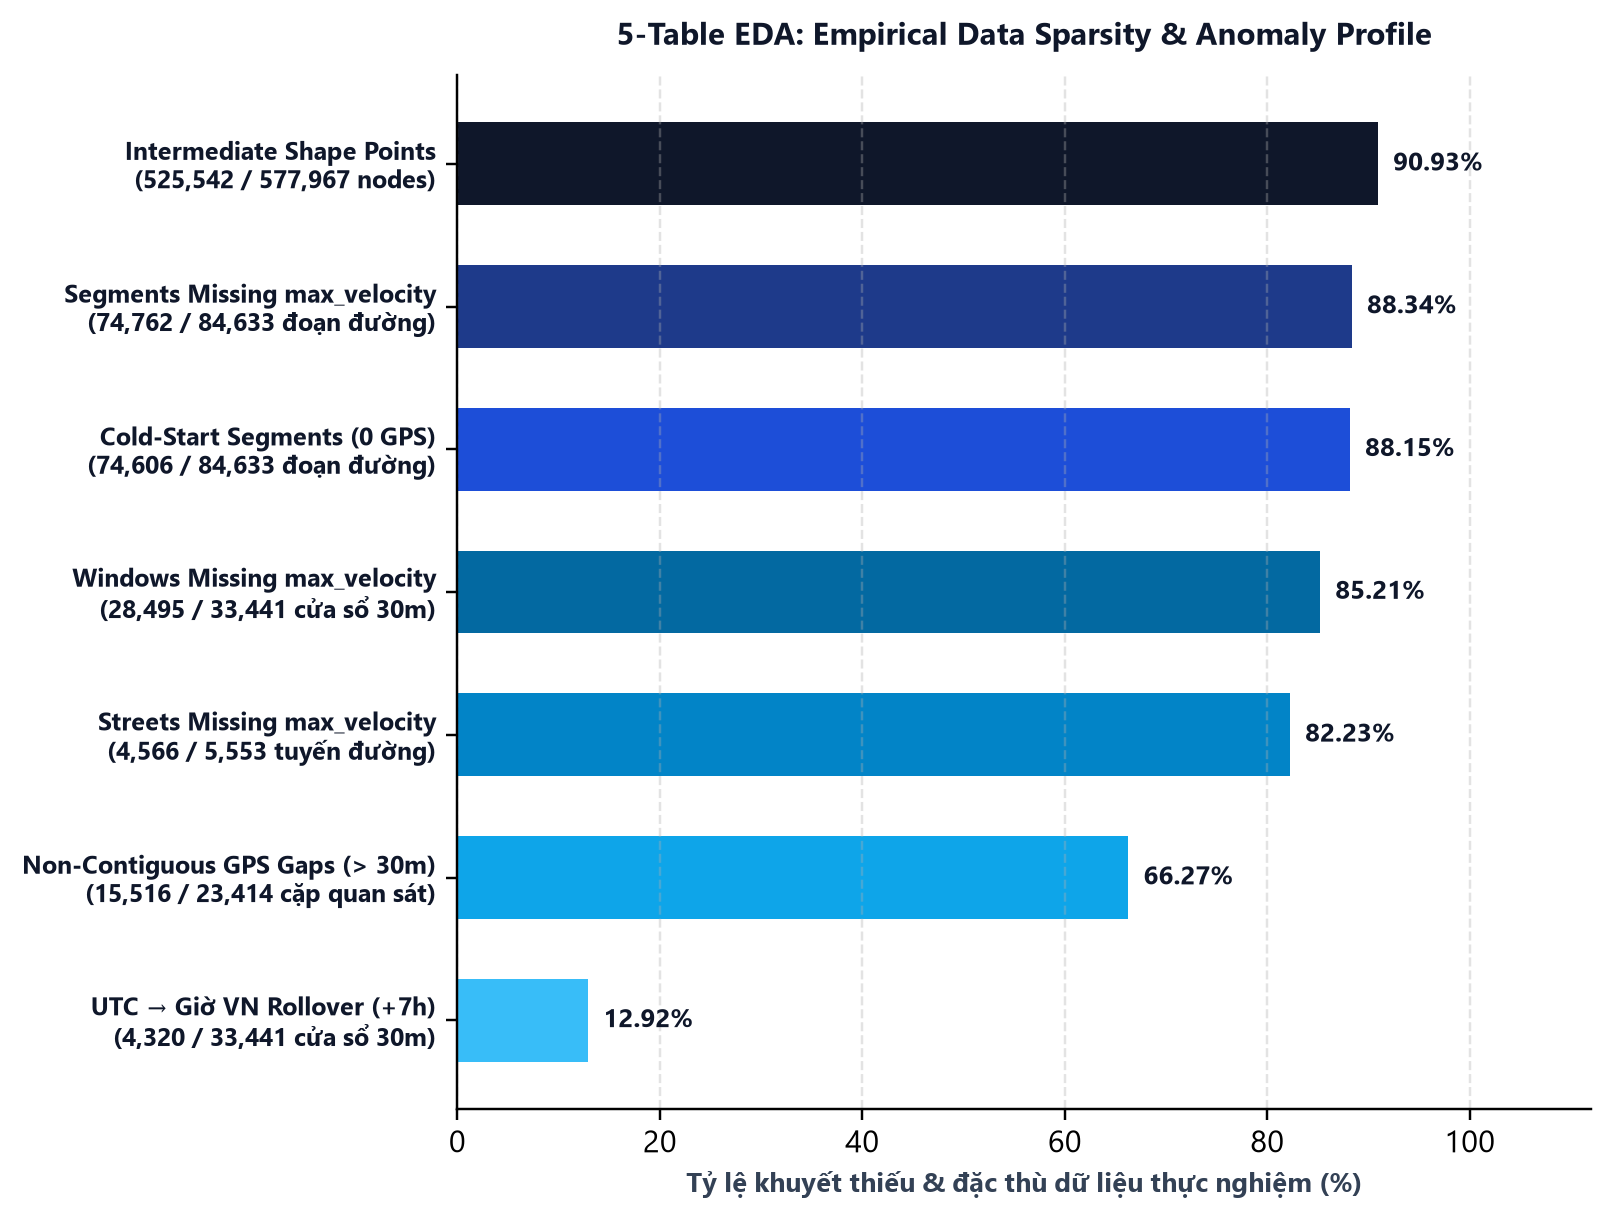 5-Table EDA: Empirical Data Sparsity & Anomaly Profile
Intermediate Shape Points
(525,542 / 577,967 nodes)
90.93%
Segments Missing max_velocity
(74,762 / 84,633 đoạn đường)
88.34%
Cold-Start Segments (0 GPS)
(74,606 / 84,633 đoạn đường)
88.15%
Windows Missing max_velocity
(28,495 / 33,441 cửa sổ 30m)
85.21%
Streets Missing max_velocity
(4,566 / 5,553 tuyến đường)
82.23%
Non-Contiguous GPS Gaps (> 30m)
(15,516 / 23,414 cặp quan sát)
66.27%
UTC → Giờ VN Rollover (+7h)
(4,320 / 33,441 cửa sổ 30m)
12.92%
0 20 40 60 80 100
Tỷ lệ khuyết thiếu & đặc thù dữ liệu thực nghiệm (%)